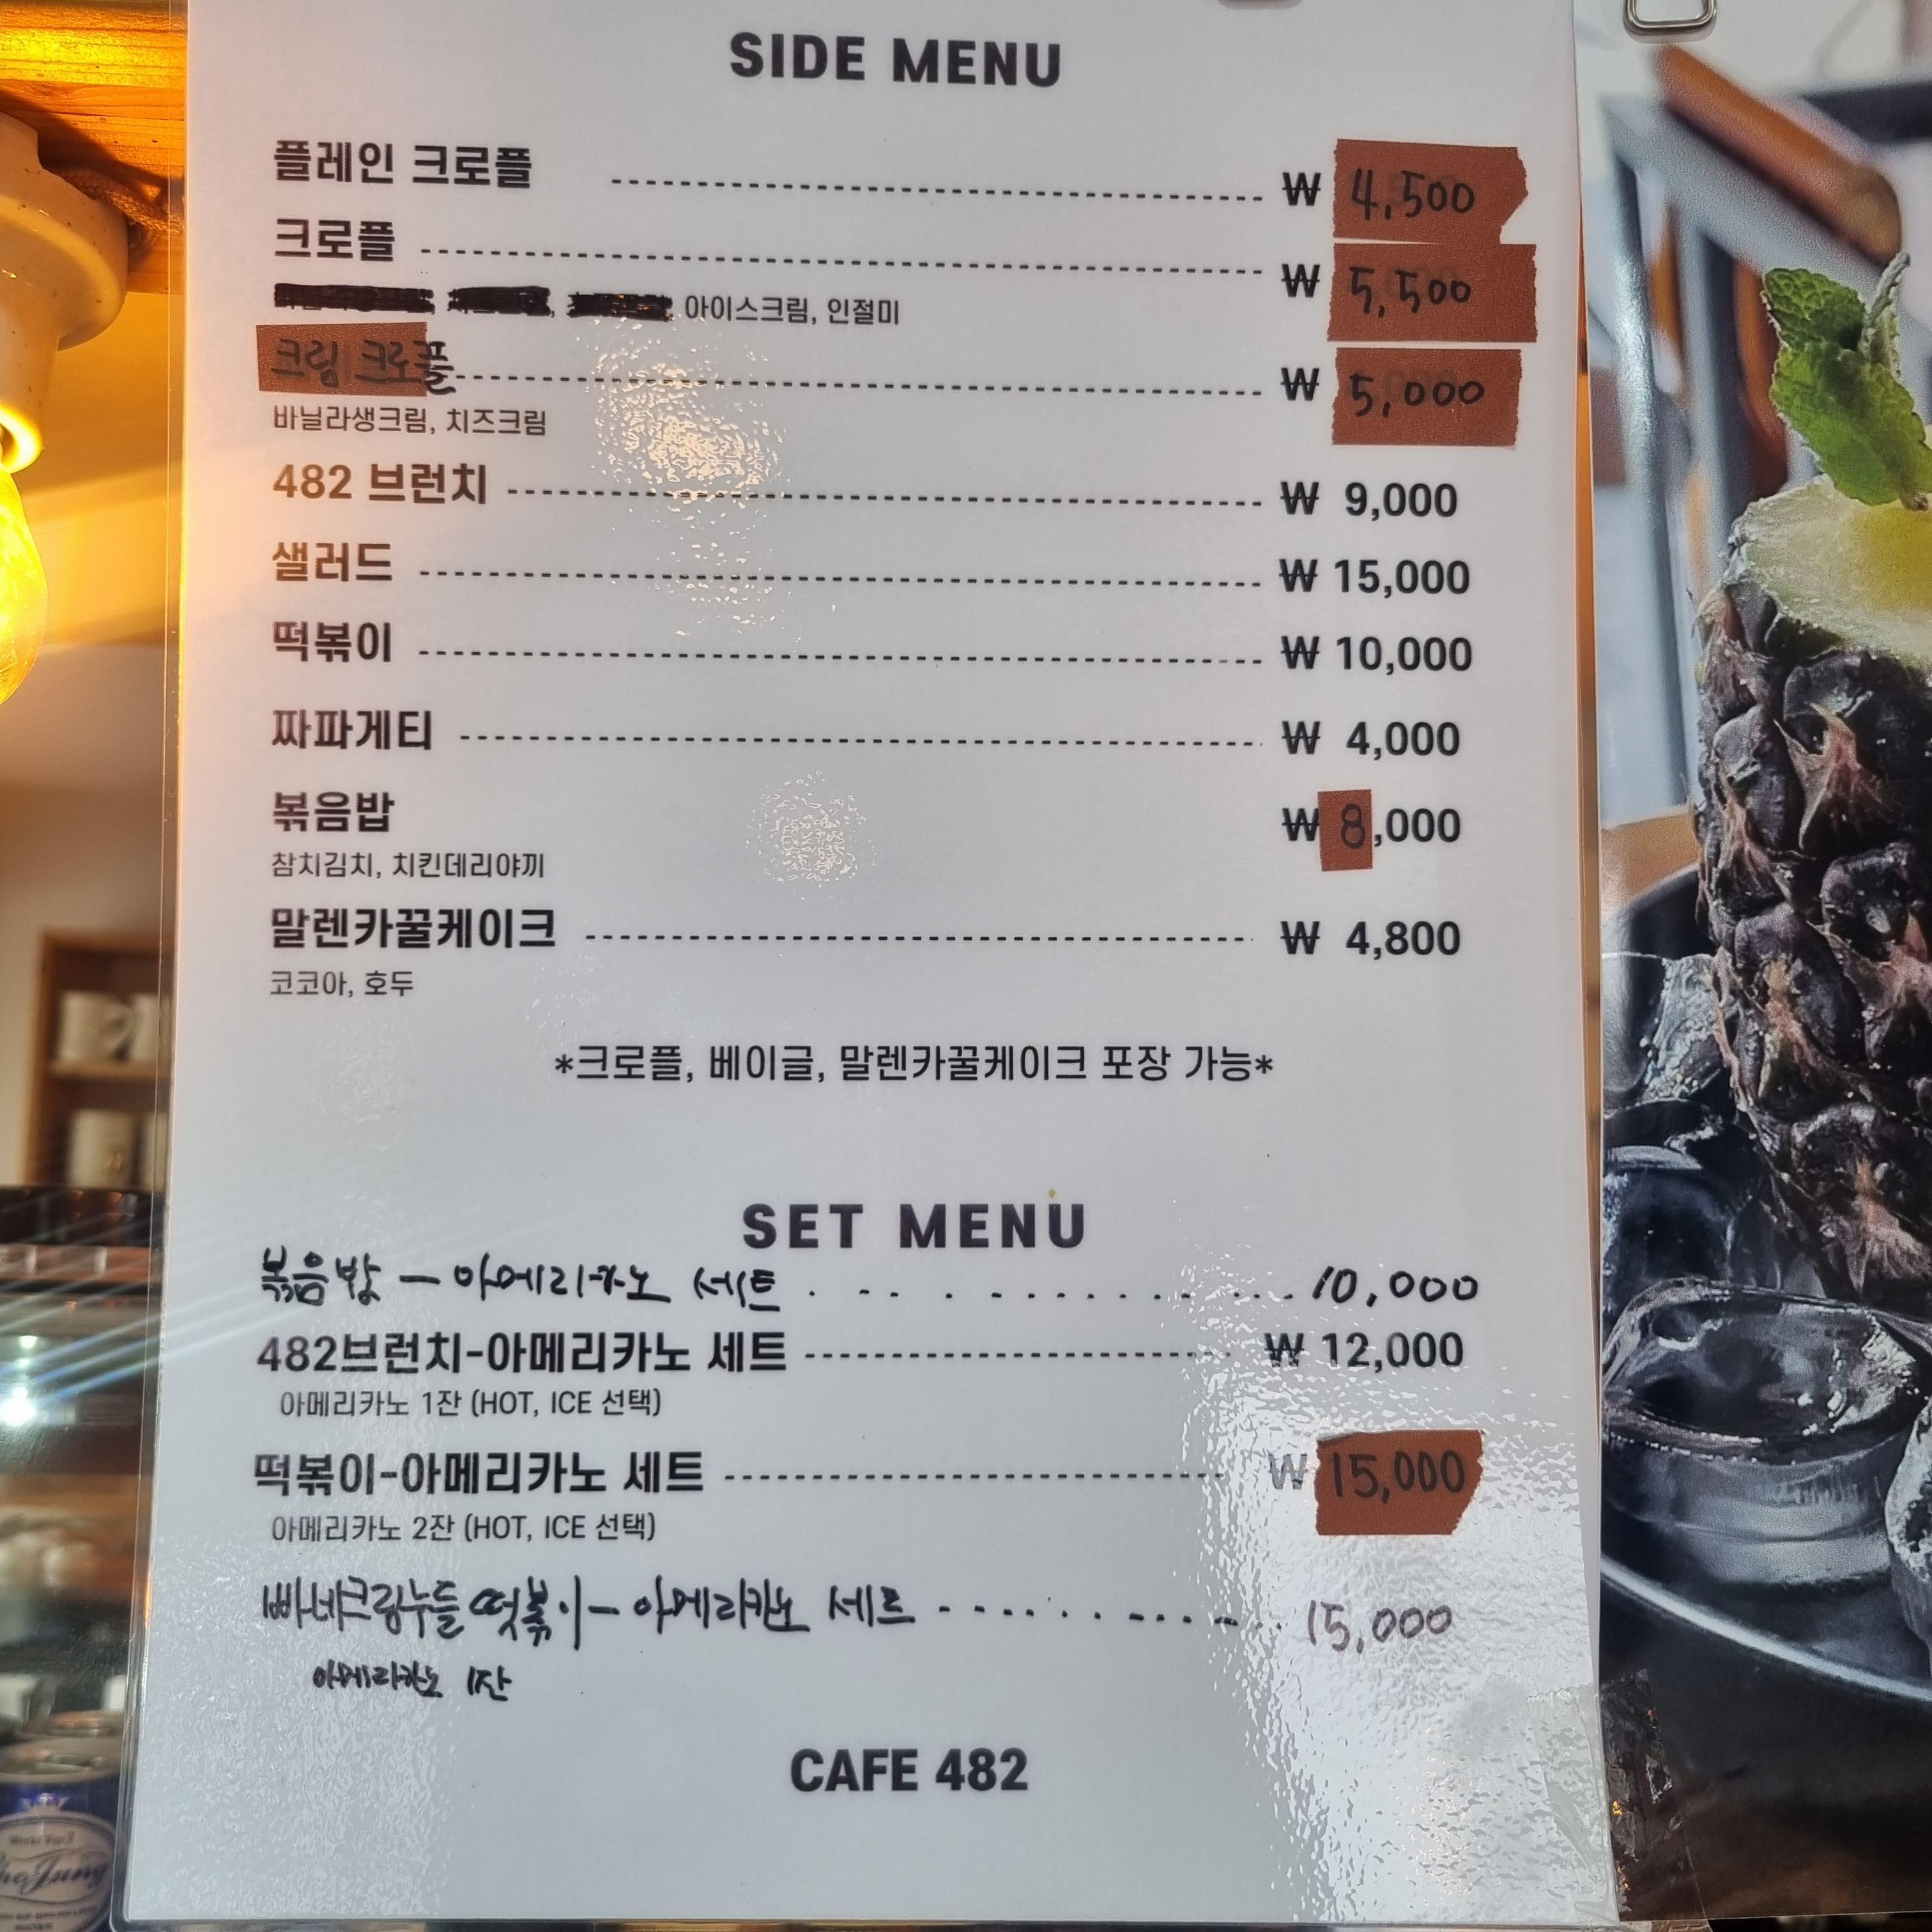 SIDE MENU
플레인 크로플 ₩ 4,500
크로플 ₩ 5,500
아이스크림, 인절미
크림 크로플 ₩ 5,000
바닐라생크림, 치즈크림
482 브런치 ₩ 9,000
샐러드 ₩ 15,000
떡볶이 ₩ 10,000
짜파게티 ₩ 4,000
볶음밥 ₩ 8,000
참치김치, 치킨데리야끼
말렌카꿀케이크 ₩ 4,800
코코아, 호두
*크로플, 베이글, 말렌카꿀케이크 포장 가능*
SET MENU
볶음밥 - 아메리카노 세트 10,000
482브런치-아메리카노 세트 ₩ 12,000
아메리카노 1잔 (HOT, ICE 선택)
떡볶이-아메리카노 세트 ₩ 15,000
아메리카노 2잔 (HOT, ICE 선택)
빠네크림누들떡볶이 - 아메리카노 세트 15,000
아메리카노 1잔
CAFE 482